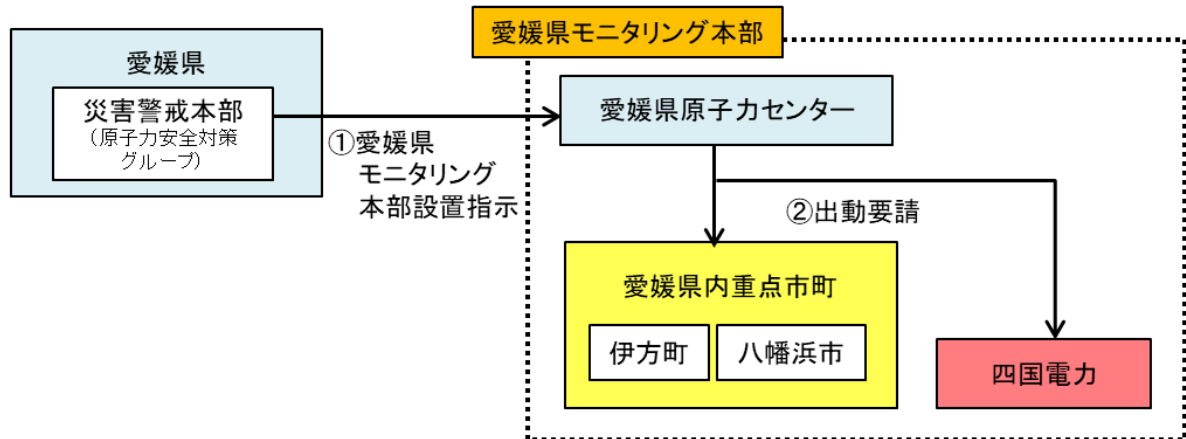 愛媛県モニタリング本部
愛媛県
災害警戒本部
（原子力安全対策
グループ）
①愛媛県
モニタリング
本部設置指示
愛媛県原子力センター
②出動要請
愛媛県内重点市町
伊方町
八幡浜市
四国電力